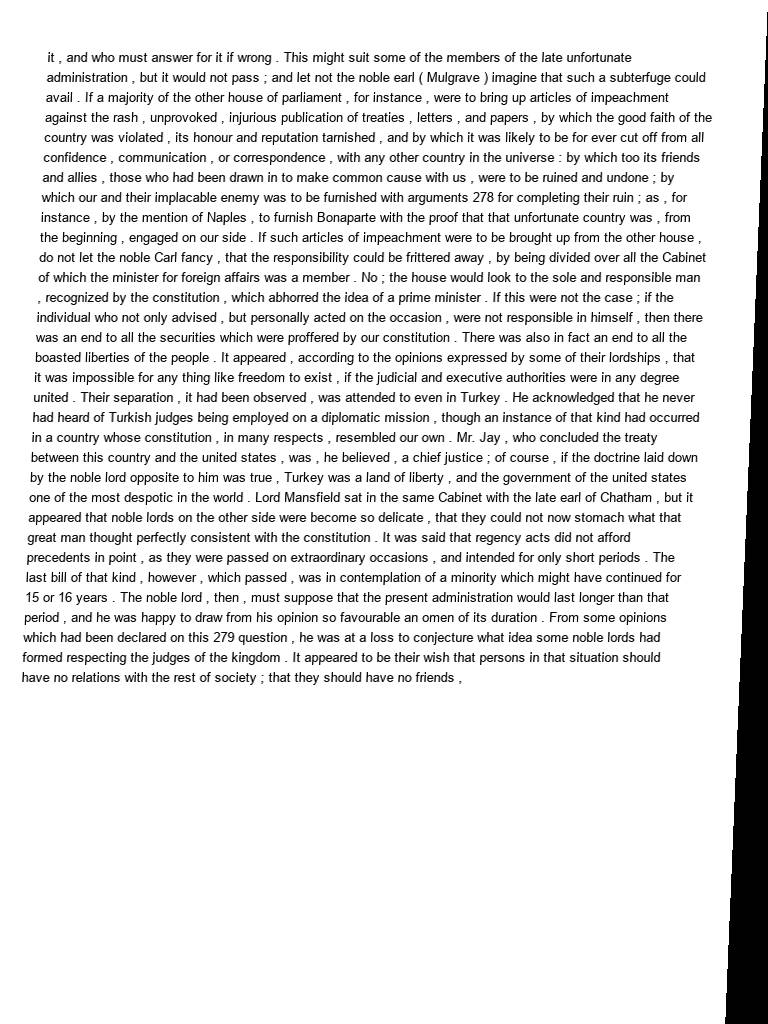 it , and who must answer for it if wrong . This might suit some of the members of the late unfortunate
administration , but it would not pass ; and let not the noble earl ( Mulgrave ) imagine that such a subterfuge could
avail . If a majority of the other house of parliament , for instance , were to bring up articles of impeachment
against the rash , unprovoked , injurious publication of treaties , letters , and papers , by which the good faith of the
country was violated , its honour and reputation tarnished , and by which it was likely to be for ever cut off from all
confidence , communication , or correspondence , with any other country in the universe : by which too its friends
and allies , those who had been drawn in to make common cause with us , were to be ruined and undone ; by
which our and their implacable enemy was to be furnished with arguments 278 for completing their ruin ; as , for
instance , by the mention of Naples , to furnish Bonaparte with the proof that that unfortunate country was , from
the beginning , engaged on our side . If such articles of impeachment were to be brought up from the other house ,
do not let the noble Carl fancy , that the responsibility could be frittered away , by being divided over all the Cabinet
of which the minister for foreign affairs was a member . No ; the house would look to the sole and responsible man
, recognized by the constitution , which abhorred the idea of a prime minister . If this were not the case ; if the
individual who not only advised , but personally acted on the occasion , were not responsible in himself , then there
was an end to all the securities which were proffered by our constitution . There was also in fact an end to all the
boasted liberties of the people . It appeared , according to the opinions expressed by some of their lordships , that
it was impossible for any thing like freedom to exist , if the judicial and executive authorities were in any degree
united . Their separation , it had been observed , was attended to even in Turkey . He acknowledged that he never
had heard of Turkish judges being employed on a diplomatic mission , though an instance of that kind had occurred
in a country whose constitution , in many respects , resembled our own . Mr. Jay , who concluded the treaty
between this country and the united states , was , he believed , a chief justice ; of course , if the doctrine laid down
by the noble lord opposite to him was true , Turkey was a land of liberty , and the government of the united states
one of the most despotic in the world . Lord Mansfield sat in the same Cabinet with the late earl of Chatham , but it
appeared that noble lords on the other side were become so delicate , that they could not now stomach what that
great man thought perfectly consistent with the constitution . It was said that regency acts did not afford
precedents in point , as they were passed on extraordinary occasions , and intended for only short periods . The
last bill of that kind , however , which passed , was in contemplation of a minority which might have continued for
15 or 16 years . The noble lord , then , must suppose that the present administration would last longer than that
period , and he was happy to draw from his opinion so favourable an omen of its duration . From some opinions
which had been declared on this 279 question , he was at a loss to conjecture what idea some noble lords had
formed respecting the judges of the kingdom . It appeared to be their wish that persons in that situation should
have no relations with the rest of society ; that they should have no friends ,